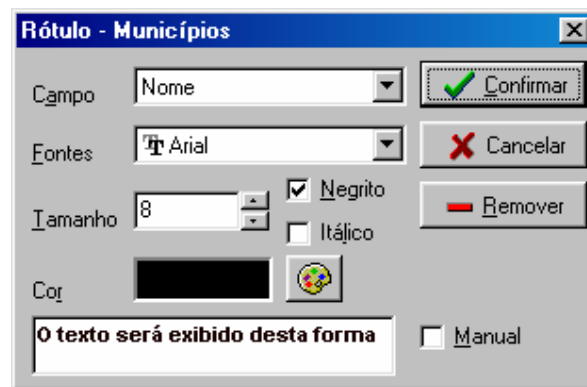 Rótulo - Municípios
Campo
Nome
Confirmar
Fontes
Arial
Cancelar
Tamanho
8
Negrito
Itálico
Remover
Cor
O texto será exibido desta forma
Manual